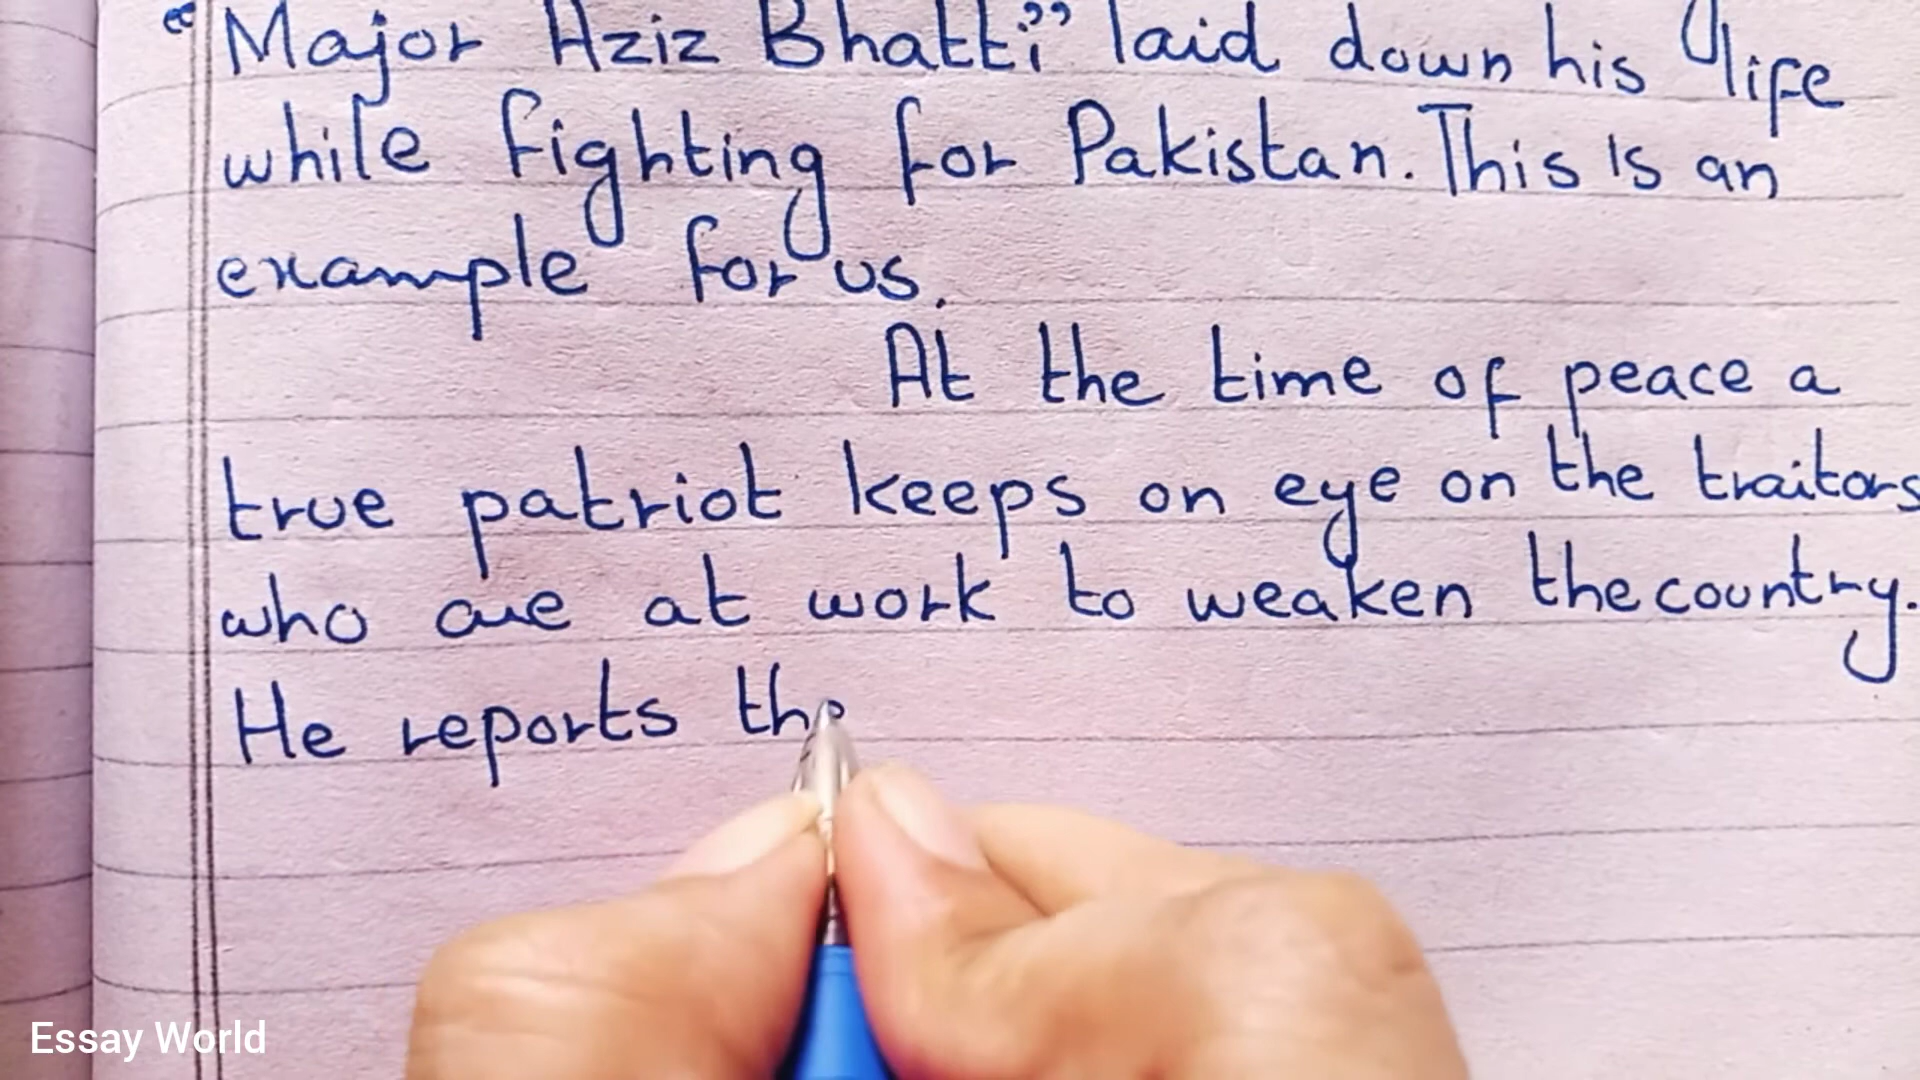 “Major Aziz Bhatti” laid down his life
while fighting for Pakistan. This is an
example for us.
At the time of peace a
true patriot keeps on eye on the traitors
who are at work to weaken the country.
He reports the
Essay World